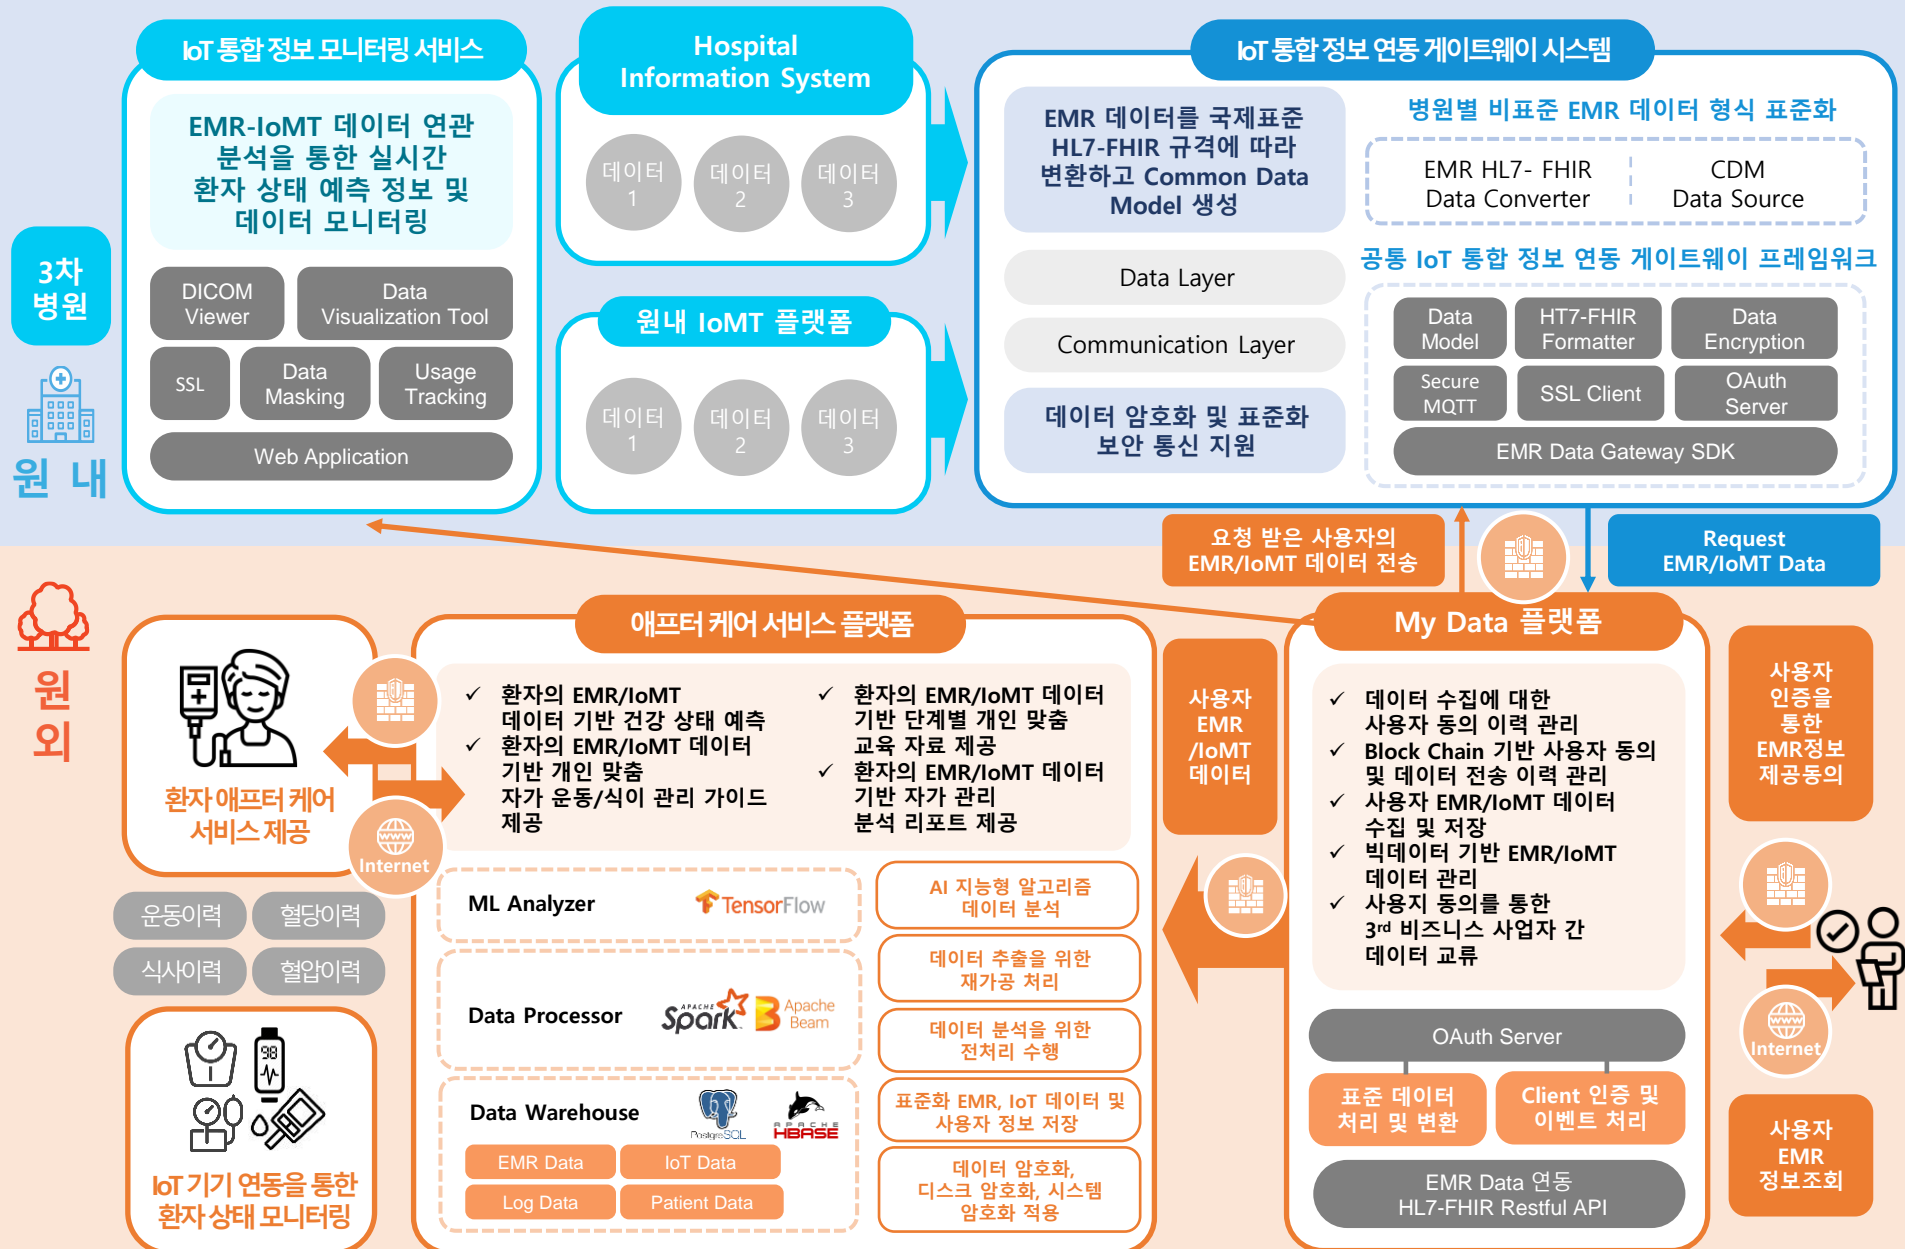 3차
병원
원 내
IoT 통합 정보 모니터링 서비스
EMR-IoMT 데이터 연관
분석을 통한 실시간
환자 상태 예측 정보 및
데이터 모니터링
DICOM
Viewer
Data
Visualization Tool
SSL
Data
Masking
Usage
Tracking
Web Application
Hospital
Information System
데이터
1
데이터
2
데이터
3
원내 IoMT 플랫폼
데이터
1
데이터
2
데이터
3
IoT 통합 정보 연동 게이트웨이 시스템
EMR 데이터를 국제표준
HL7-FHIR 규격에 따라
변환하고 Common Data
Model 생성
Data Layer
Communication Layer
데이터 암호화 및 표준화
보안 통신 지원
병원별 비표준 EMR 데이터 형식 표준화
EMR HL7- FHIR
Data Converter
CDM
Data Source
공통 IoT 통합 정보 연동 게이트웨이 프레임워크
Data
Model
HT7-FHIR
Formatter
Data
Encryption
Secure
MQTT
SSL Client
OAuth
Server
EMR Data Gateway SDK
요청 받은 사용자의
EMR/IoMT 데이터 전송
Request
EMR/IoMT Data
원
외
환자 애프터 케어
서비스 제공
Internet
운동이력
혈당이력
식사이력
혈압이력
98
IoT 기기 연동을 통한
환자 상태 모니터링
애프터 케어 서비스 플랫폼
✓ 환자의 EMR/IoMT
데이터 기반 건강 상태 예측
✓ 환자의 EMR/IoMT 데이터
기반 개인 맞춤
자가 운동/식이 관리 가이드
제공
✓ 환자의 EMR/IoMT 데이터
기반 단계별 개인 맞춤
교육 자료 제공
✓ 환자의 EMR/IoMT 데이터
기반 자가 관리
분석 리포트 제공
ML Analyzer
TensorFlow
Data Processor
APACHE
Spark
Apache
Beam
Data Warehouse
PostgreSQL
APACHE
HBASE
EMR Data
IoT Data
Log Data
Patient Data
AI 지능형 알고리즘
데이터 분석
데이터 추출을 위한
재가공 처리
데이터 분석을 위한
전처리 수행
표준화 EMR, IoT 데이터 및
사용자 정보 저장
데이터 암호화,
디스크 암호화, 시스템
암호화 적용
사용자
EMR
/IoMT
데이터
My Data 플랫폼
✓ 데이터 수집에 대한
사용자 동의 이력 관리
✓ Block Chain 기반 사용자 동의
및 데이터 전송 이력 관리
✓ 사용자 EMR/IoMT 데이터
수집 및 저장
✓ 빅데이터 기반 EMR/IoMT
데이터 관리
✓ 사용지 동의를 통한
3rd 비즈니스 사업자 간
데이터 교류
OAuth Server
표준 데이터
처리 및 변환
Client 인증 및
이벤트 처리
EMR Data 연동
HL7-FHIR Restful API
사용자
인증을
통한
EMR정보
제공동의
www
Internet
사용자
EMR
정보조회